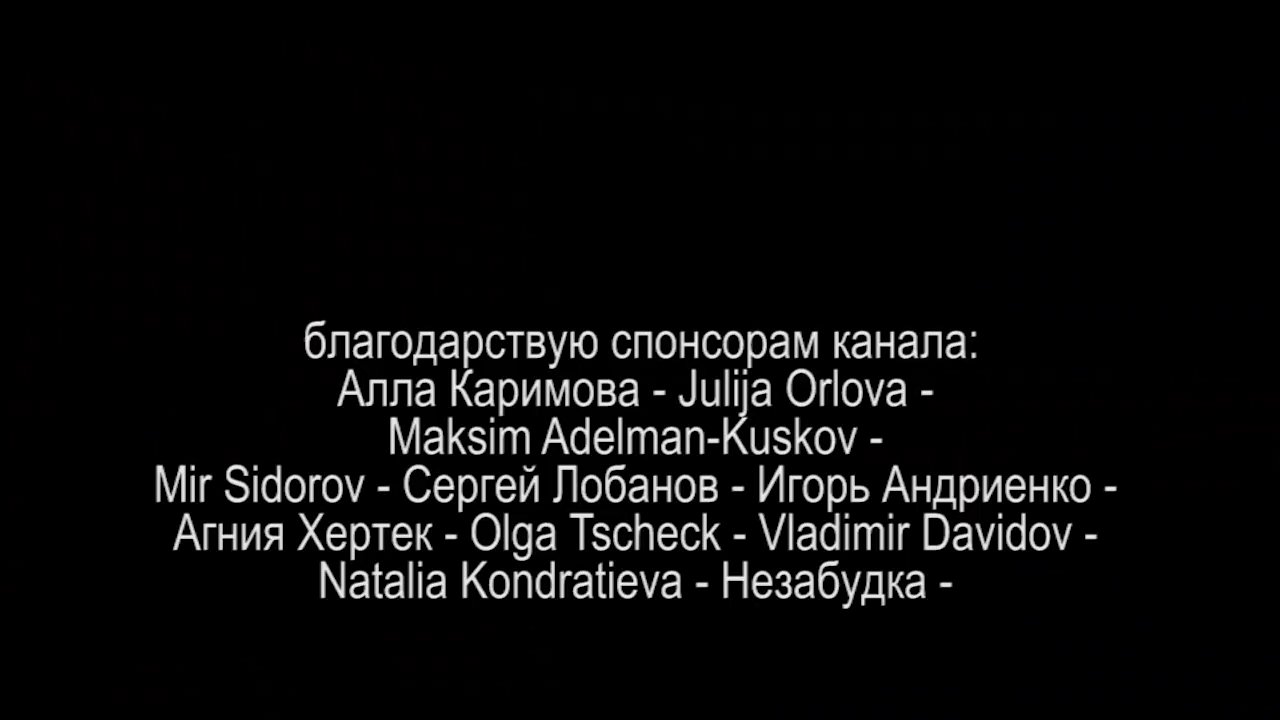 благодарствую спонсорам канала:
Алла Каримова - Julija Orlova -
Maksim Adelman-Kuskov -
Mir Sidorov - Сергей Лобанов - Игорь Андриенко -
Агния Хертек - Olga Tscheck - Vladimir Davidov -
Natalia Kondratieva - Незабудка -